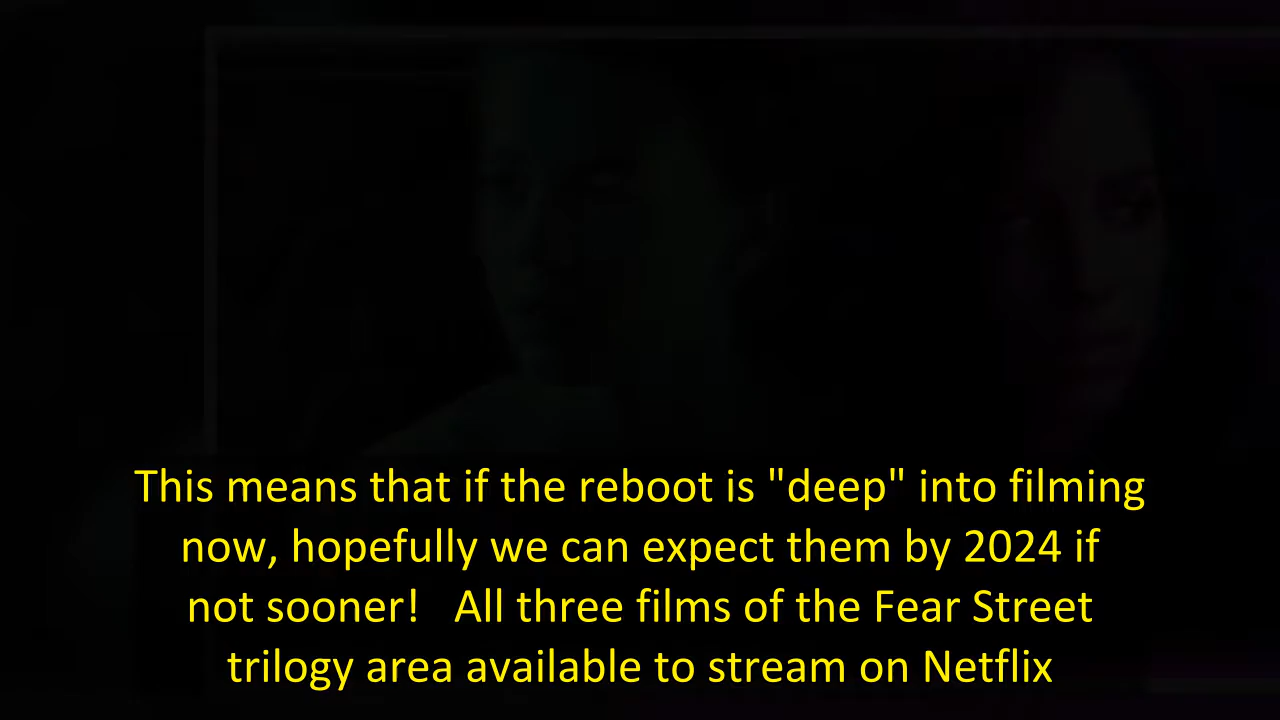 This means that if the reboot is "deep" into filming
now, hopefully we can expect them by 2024 if
not sooner!   All three films of the Fear Street
trilogy area available to stream on Netflix